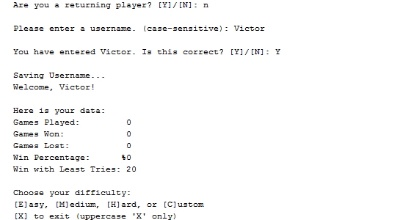 Are you a returning player? [Y]/[N]: n
Please enter a username. (case-sensitive): Victor
You have entered Victor. Is this correct? [Y]/[N]: Y
Saving Username...
Welcome, Victor!
Here is your data:
Games Played: 0
Games Won: 0
Games Lost: 0
Win Percentage: %0
Win with Least Tries: 20
Choose your difficulty:
[E]asy, [M]edium, [H]ard, or [C]ustom
[X] to exit (uppercase 'X' only)